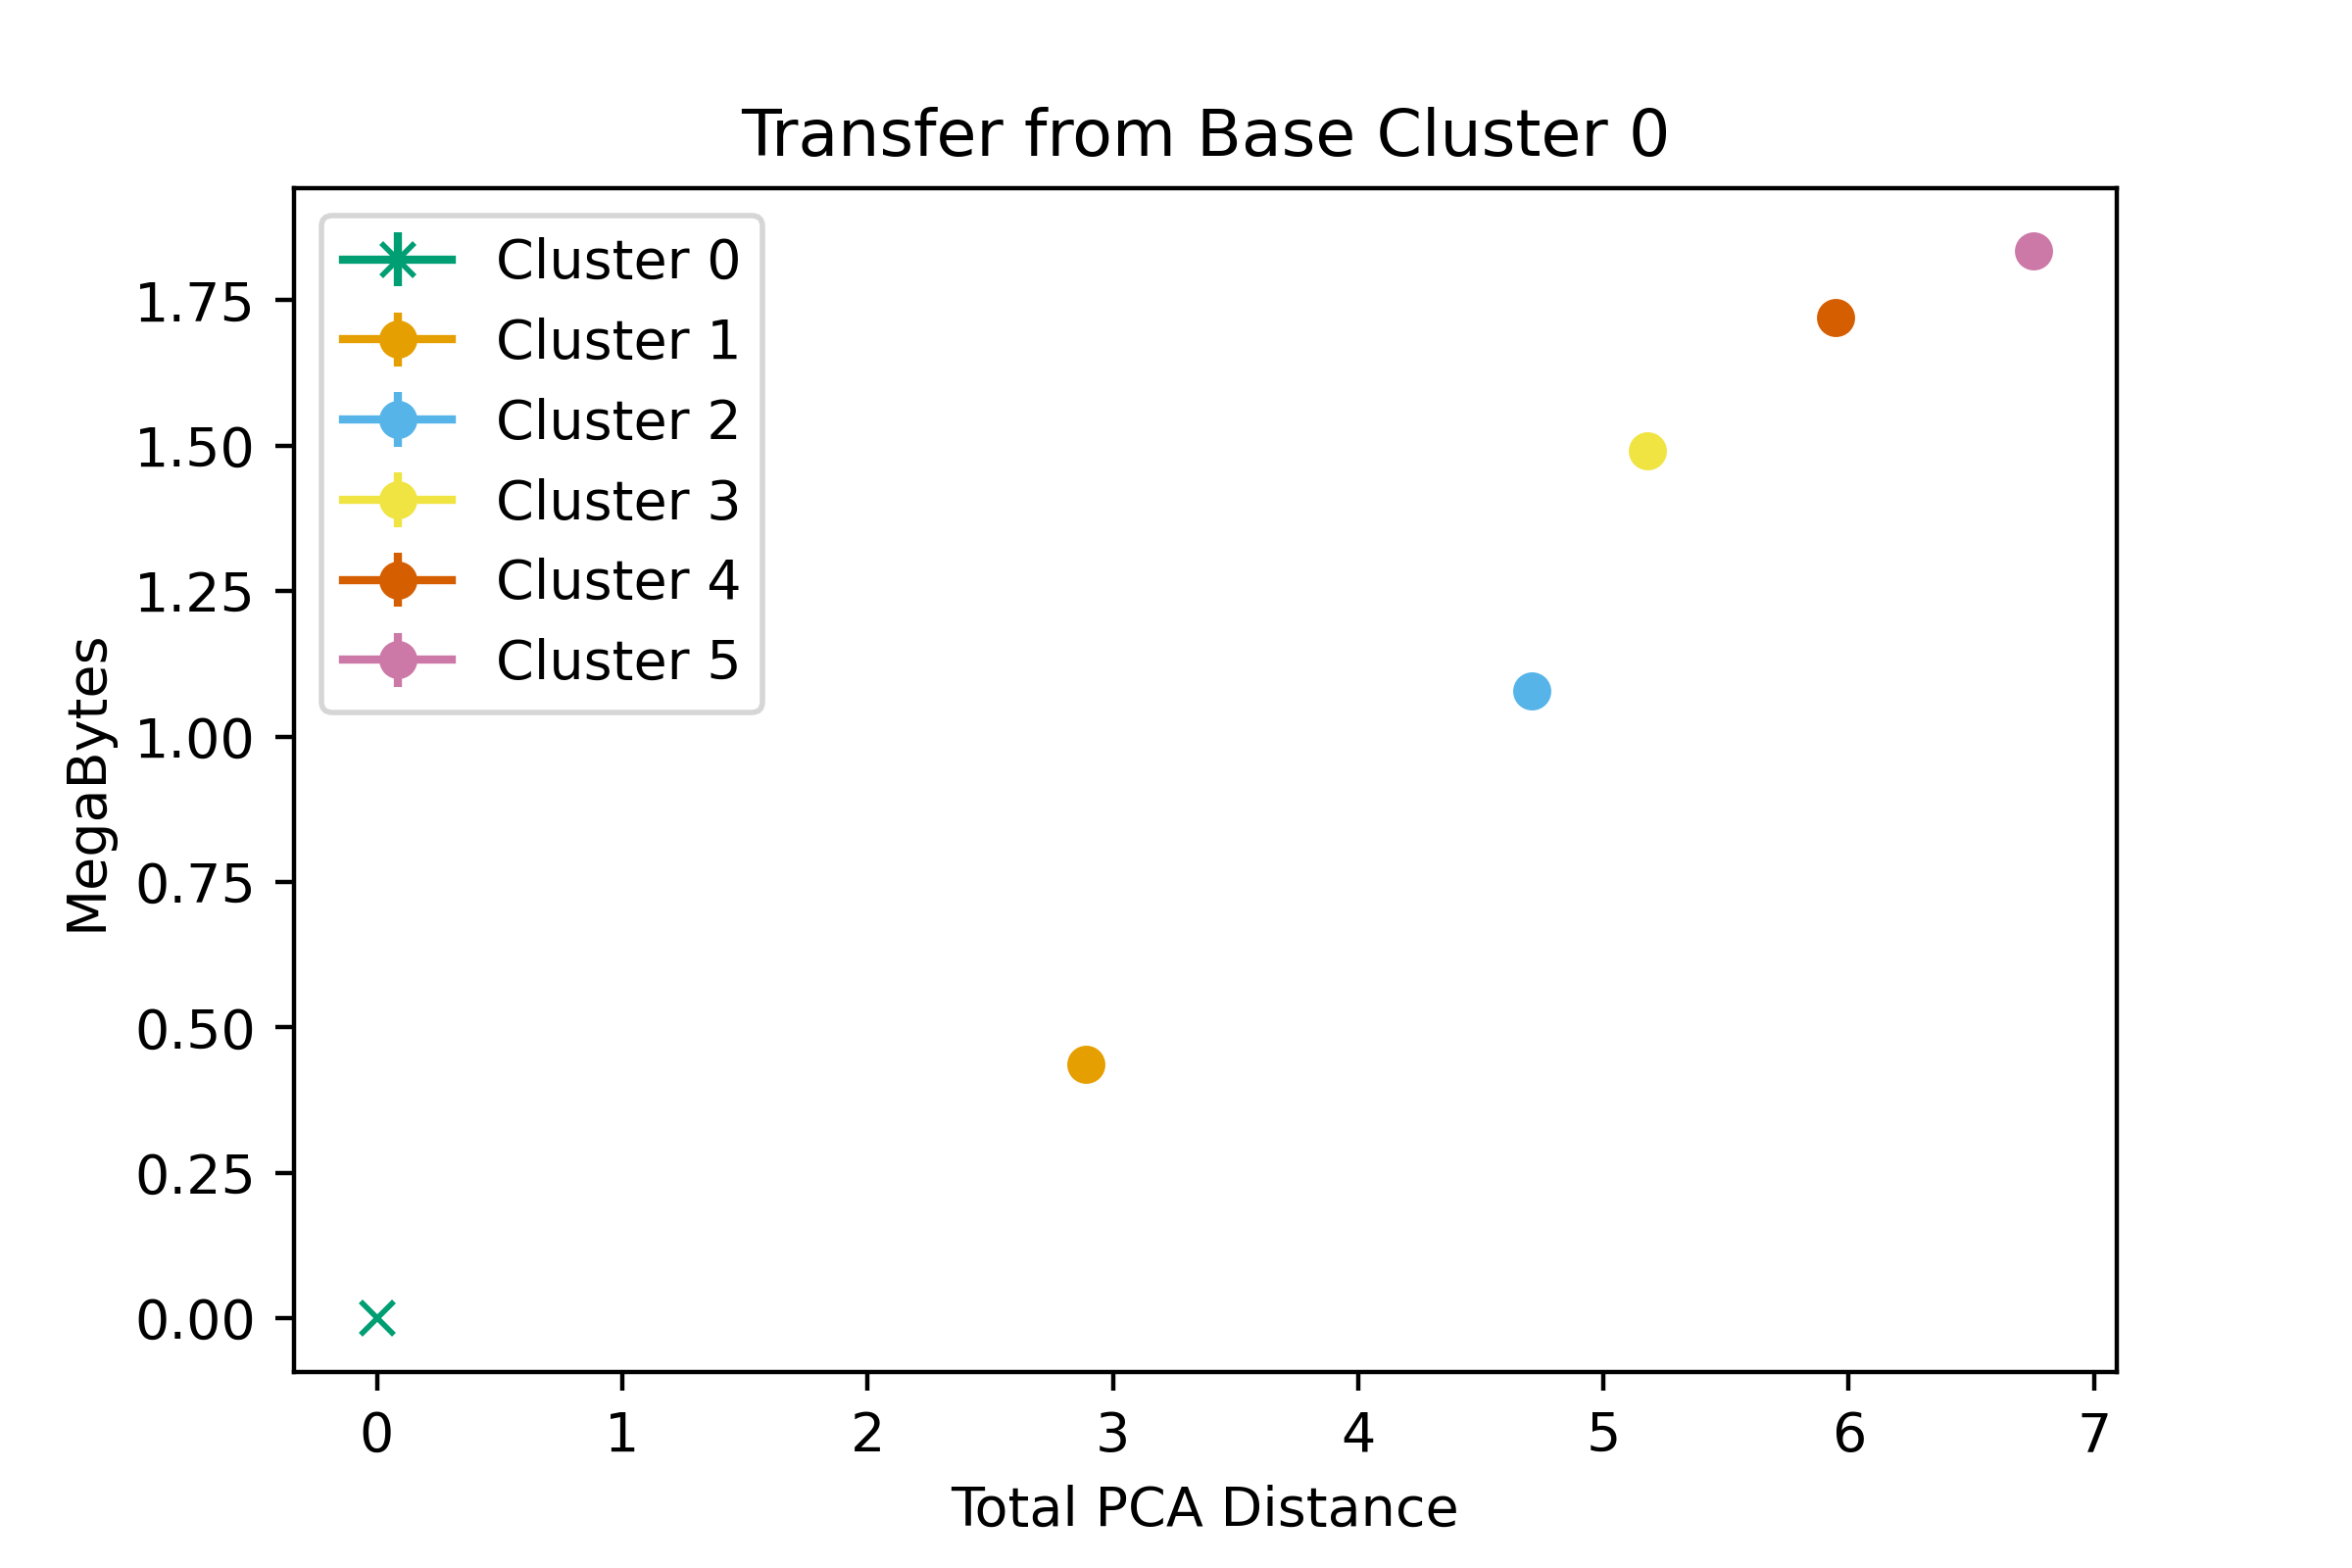 Transfer from Base Cluster 0
Cluster 0
Cluster 1
Cluster 2
Cluster 3
Cluster 4
Cluster 5
MegaBytes
1.75
1.50
1.25
1.00
0.75
0.50
0.25
0.00
0 1 2 3 4 5 6 7
Total PCA Distance